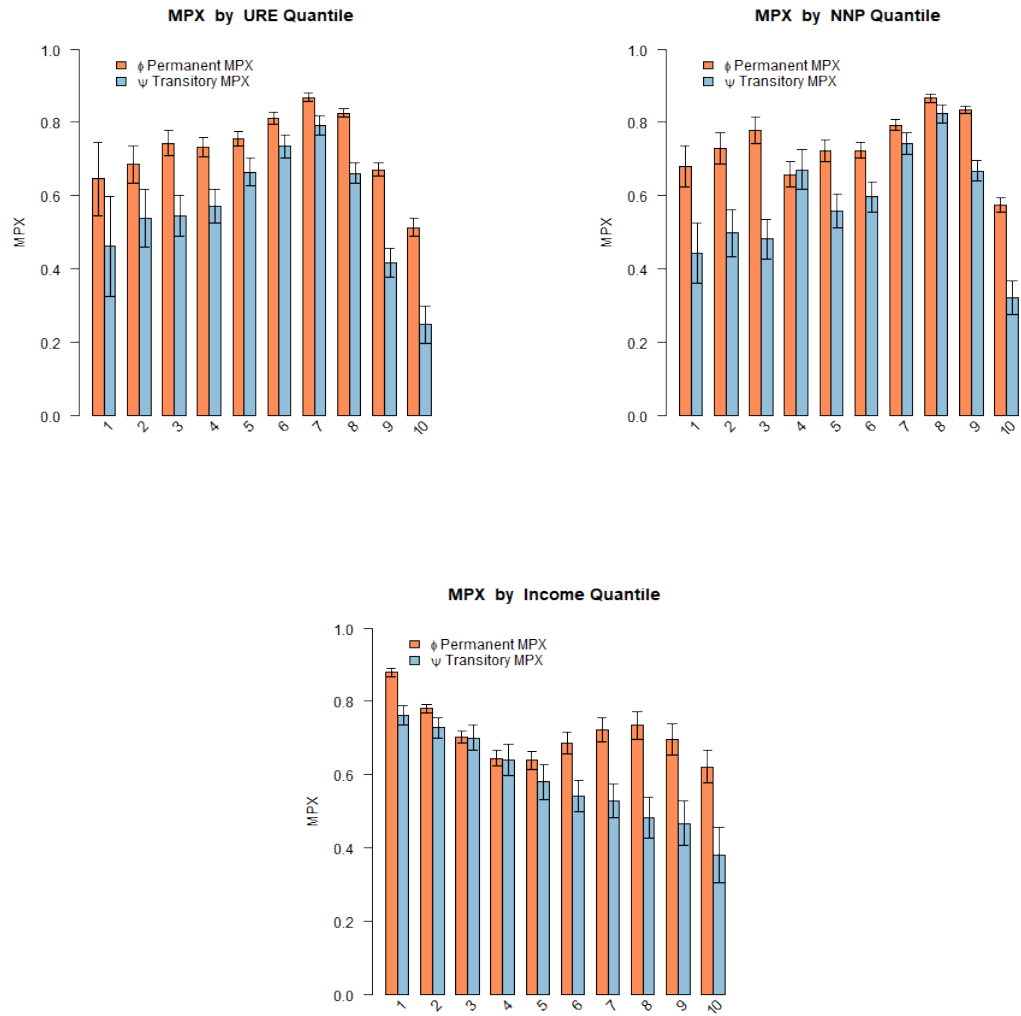 MPX by URE Quantile
1.0
0.8
0.6
0.4
0.2
0.0
MPX
ϕ Permanent MPX
ψ Transitory MPX
1 2 3 4 5 6 7 8 9 10
MPX by NNP Quantile
1.0
0.8
0.6
0.4
0.2
0.0
MPX
ϕ Permanent MPX
ψ Transitory MPX
1 2 3 4 5 6 7 8 9 10
MPX by Income Quantile
1.0
0.8
0.6
0.4
0.2
0.0
MPX
ϕ Permanent MPX
ψ Transitory MPX
1 2 3 4 5 6 7 8 9 10